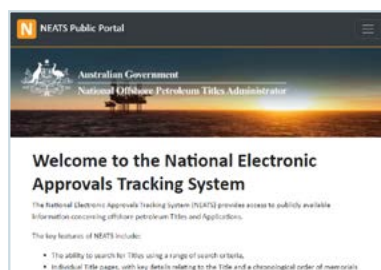 N NEATS Public Portal
Australian Government
National Offshore Petroleum Titles Administrator
Welcome to the National Electronic
Approvals Tracking System
The National Electronic Approvals Tracking System (NEATS) provides access to publicly available
information concerning offshore petroleum Titles and Applications.
The key features of NEATS include:
• The ability to search for Titles using a range of search criteria,
• Individual Title pages, with key details relating to the Title and a chronological order of memorials